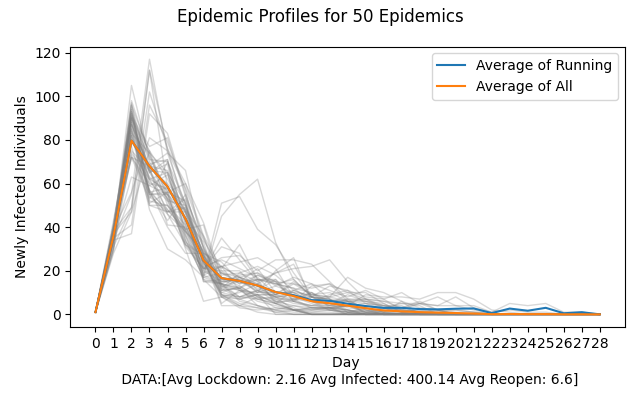 Epidemic Profiles for 50 Epidemics
Average of Running
Average of All
Newly Infected Individuals
120
100
80
60
40
20
0
0 1 2 3 4 5 6 7 8 9 10 11 12 13 14 15 16 17 18 19 20 21 22 23 24 25 26 27 28
Day
DATA:[Avg Lockdown: 2.16 Avg Infected: 400.14 Avg Reopen: 6.6]